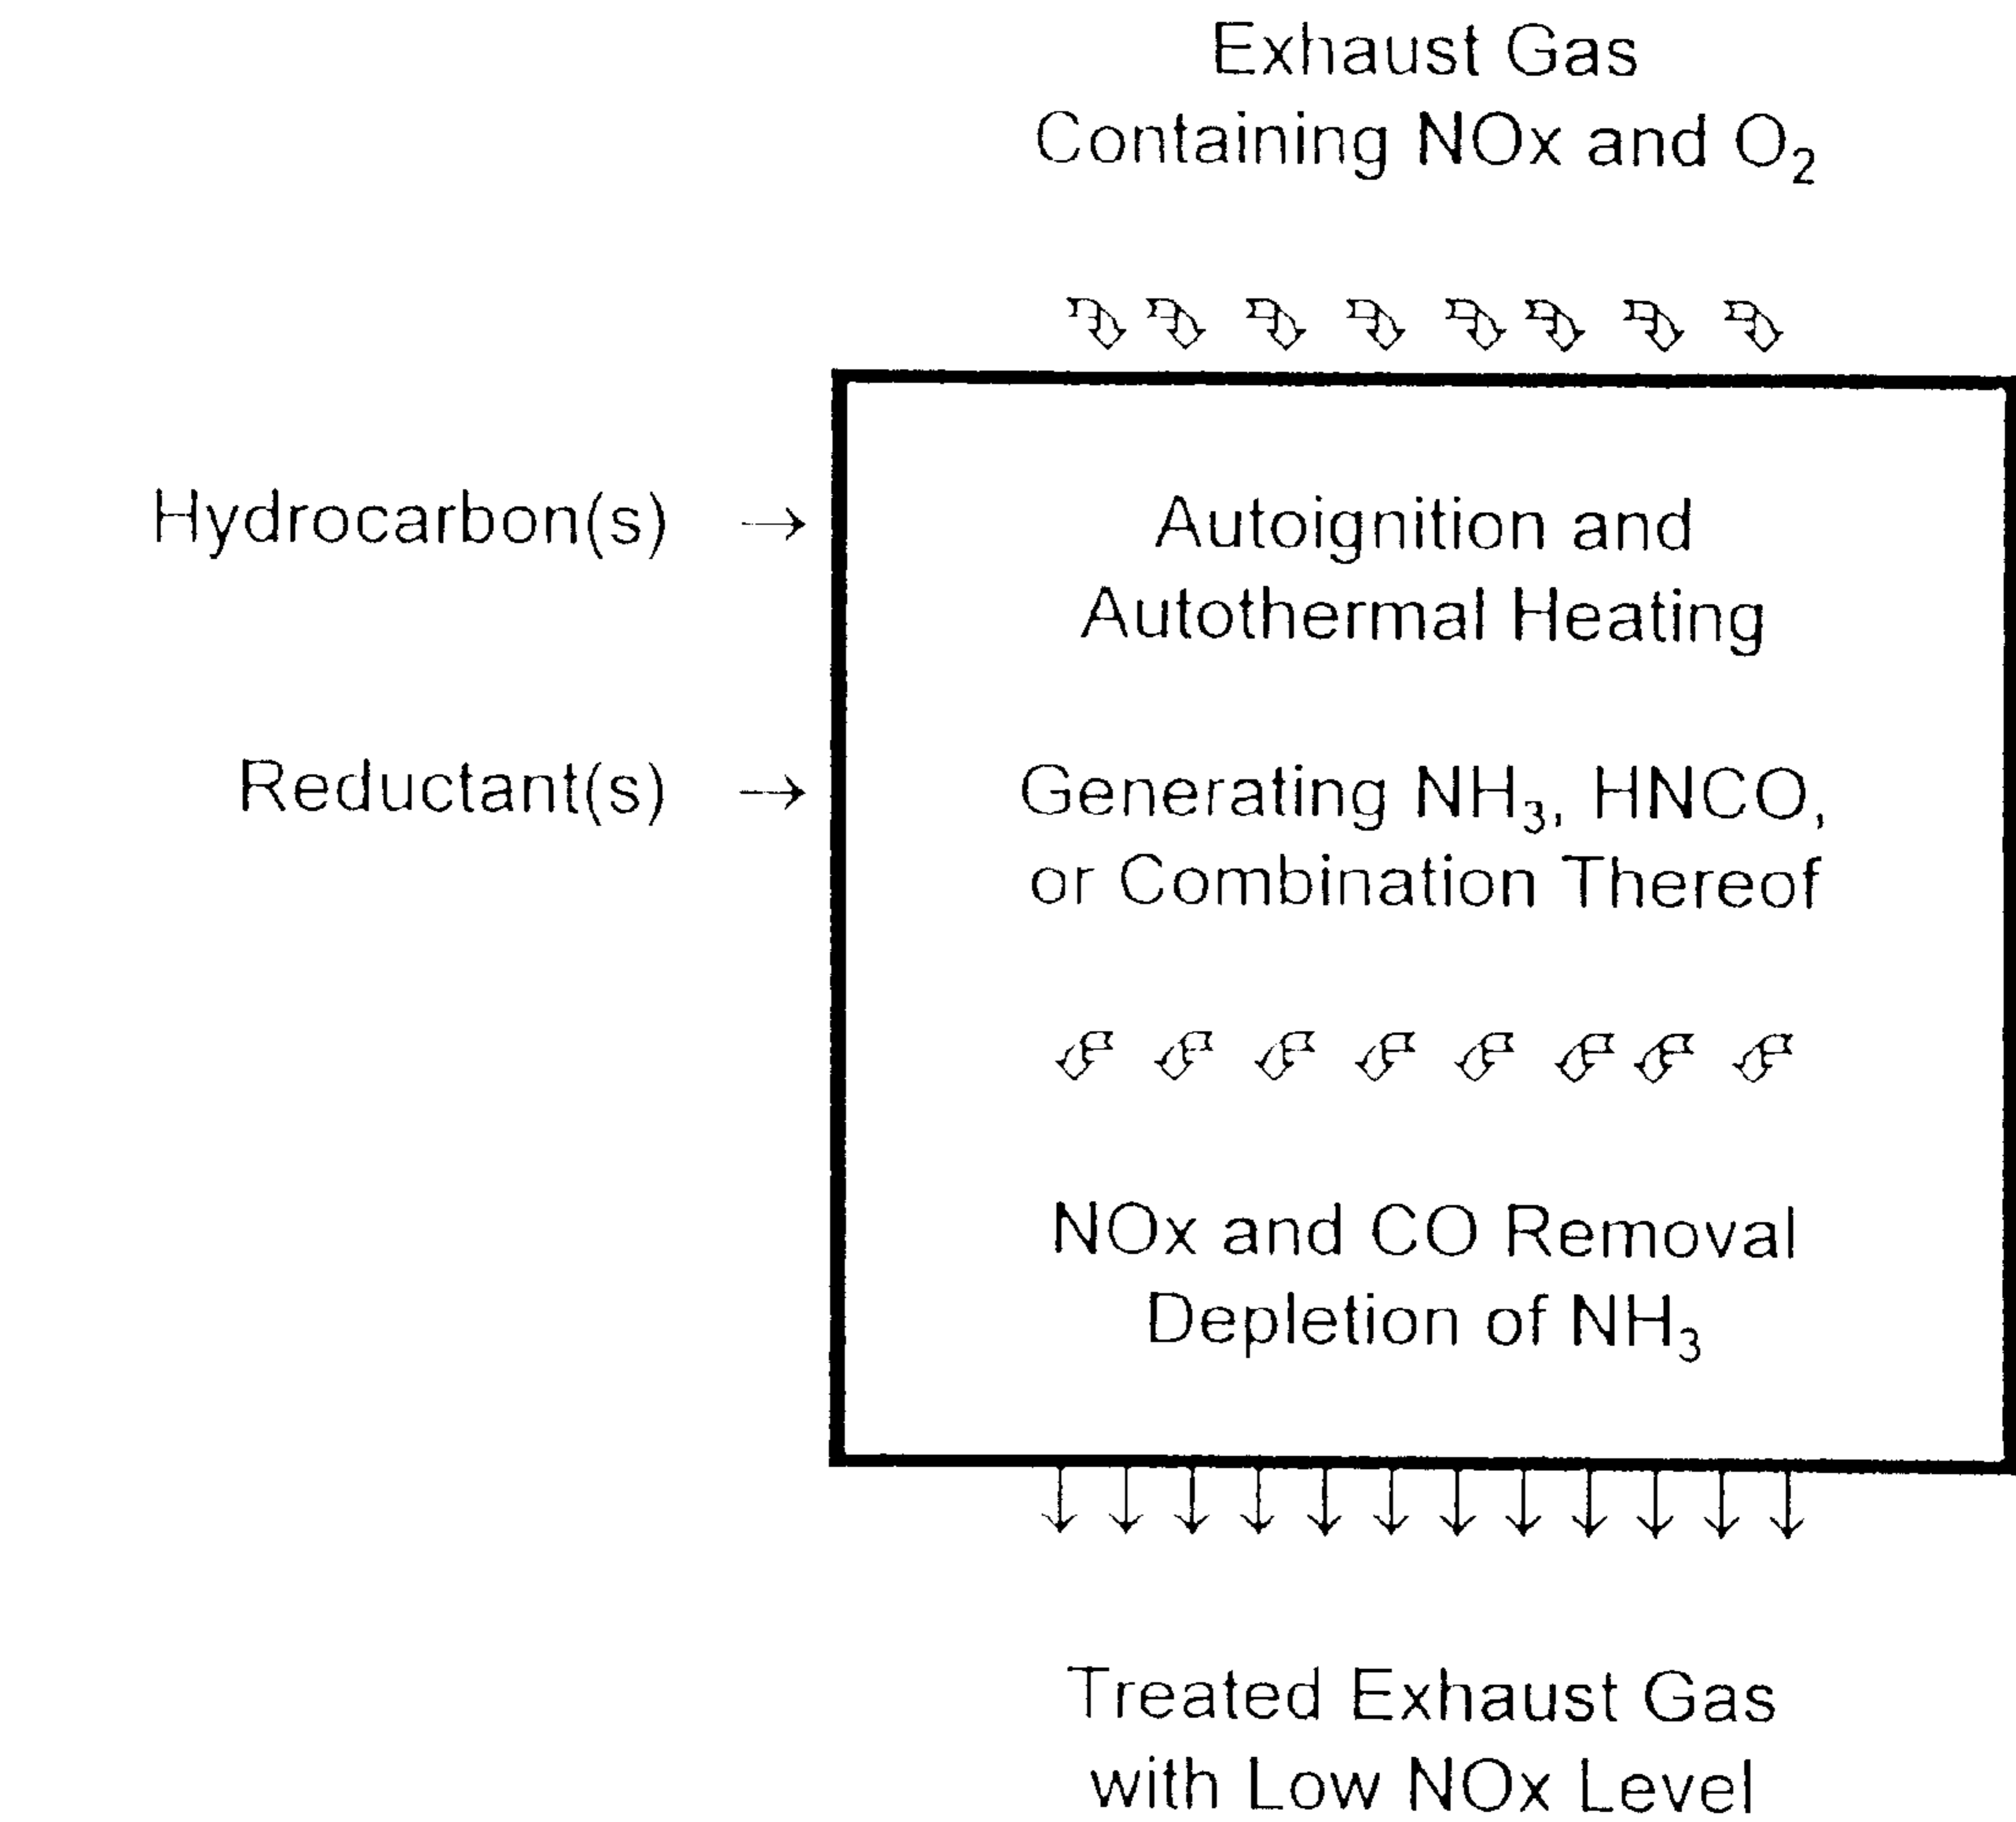 Exhaust Gas
Containing NOx and O₂
Hydrocarbon(s) →
Autoignition and
Autothermal Heating
Reductant(s) →
Generating NH₃, HNCO,
or Combination Thereof
NOx and CO Removal
Depletion of NH₃
Treated Exhaust Gas
with Low NOx Level